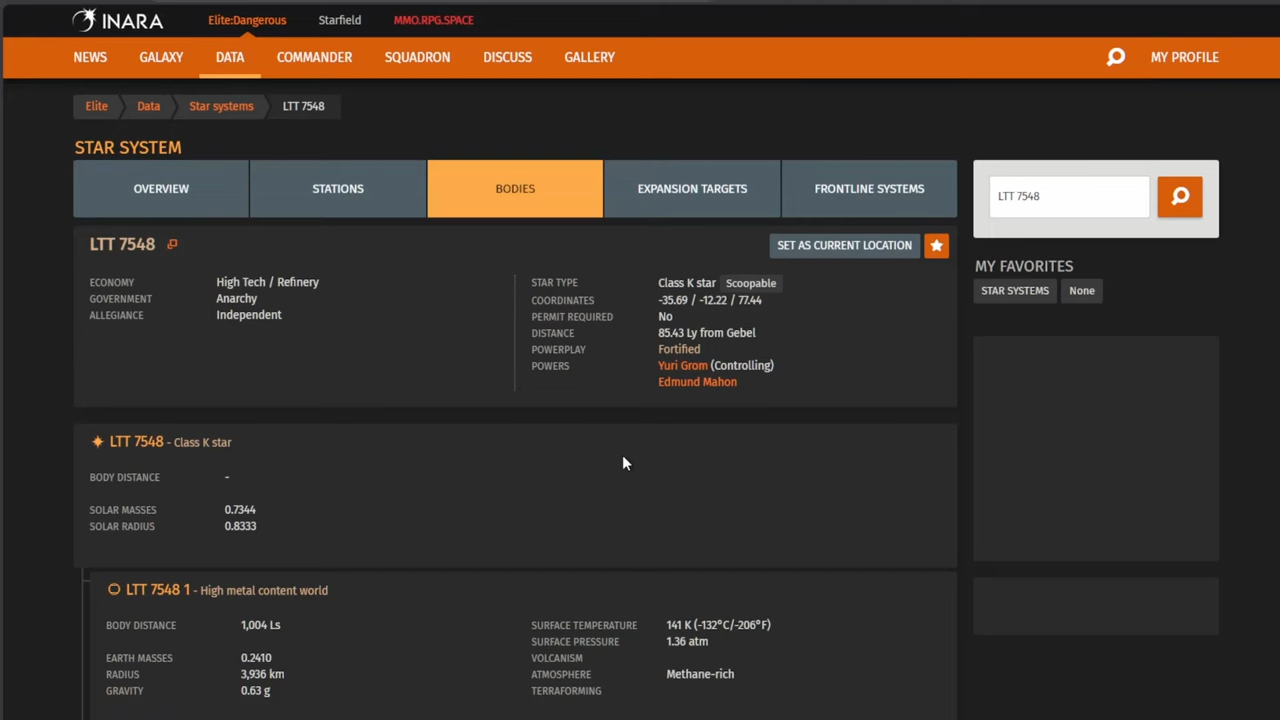 INARA Elite:Dangerous Starfield MMO.RPG.SPACE
NEWS GALAXY DATA COMMANDER SQUADRON DISCUSS GALLERY MY PROFILE
Elite Data Star systems LTT 7548
STAR SYSTEM
OVERVIEW STATIONS BODIES EXPANSION TARGETS FRONTLINE SYSTEMS
LTT 7548
LTT 7548 SET AS CURRENT LOCATION
MY FAVORITES
STAR SYSTEMS None
ECONOMY High Tech / Refinery
GOVERNMENT Anarchy
ALLEGIANCE Independent
STAR TYPE Class K star Scoopable
COORDINATES -35.69 / -12.22 / 77.44
PERMIT REQUIRED No
DISTANCE 85.43 Ly from Gebel
POWERPLAY Fortified
POWERS Yuri Grom (Controlling)
Edmund Mahon
LTT 7548 - Class K star
BODY DISTANCE -
SOLAR MASSES 0.7344
SOLAR RADIUS 0.8333
LTT 7548 1 - High metal content world
BODY DISTANCE 1,004 Ls
EARTH MASSES 0.2410
RADIUS 3,936 km
GRAVITY 0.63 g
SURFACE TEMPERATURE 141 K (-132°C/-206°F)
SURFACE PRESSURE 1.36 atm
VOLCANISM
ATMOSPHERE Methane-rich
TERRAFORMING